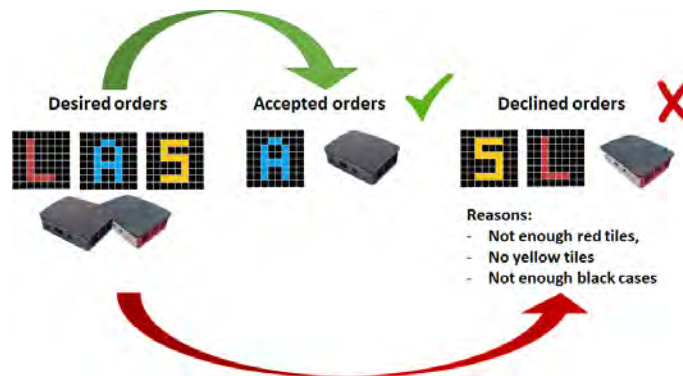 Desired orders
Accepted orders
Declined orders
L A S
A
S L
Reasons:
- Not enough red tiles,
- No yellow tiles
- Not enough black cases